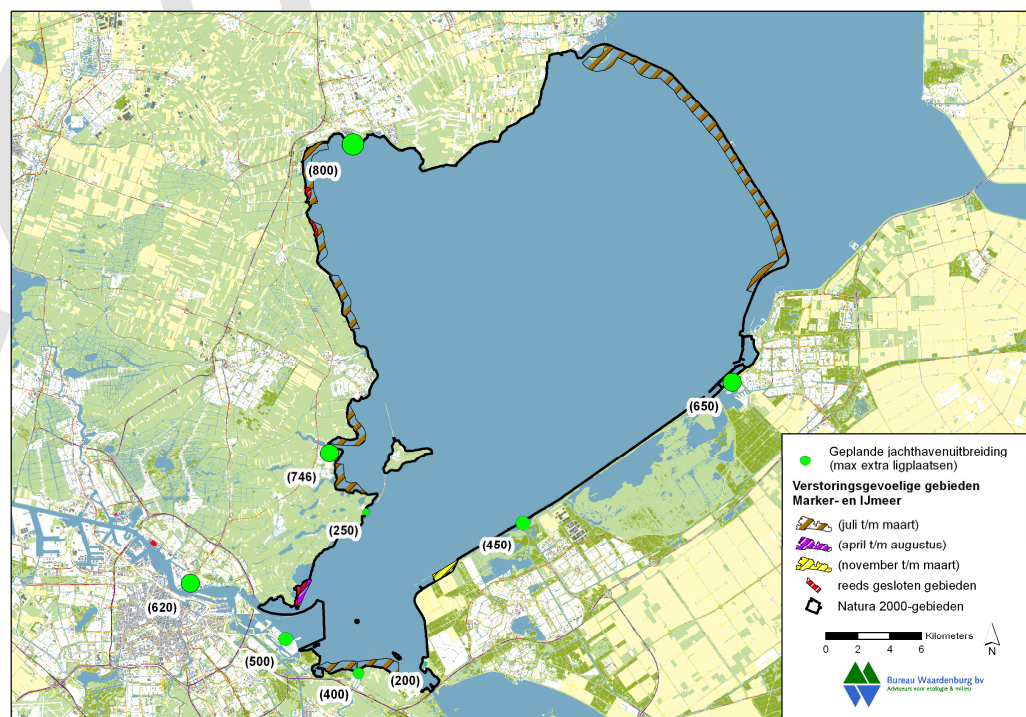 (800)
(650)
(746)
(250)
(450)
(620)
(500)
(400)
(200)
Geplande jachthavenuitbreiding
(max extra ligplaatsen)
Verstoringsgevoelige gebieden
Marker- en IJmeer
(juli t/m maart)
(april t/m augustus)
(november t/m maart)
reeds gesloten gebieden
Natura 2000-gebieden
Kilometers
0 2 4 6
N
Bureau Waardenburg bv
Adviseurs voor ecologie & milieu